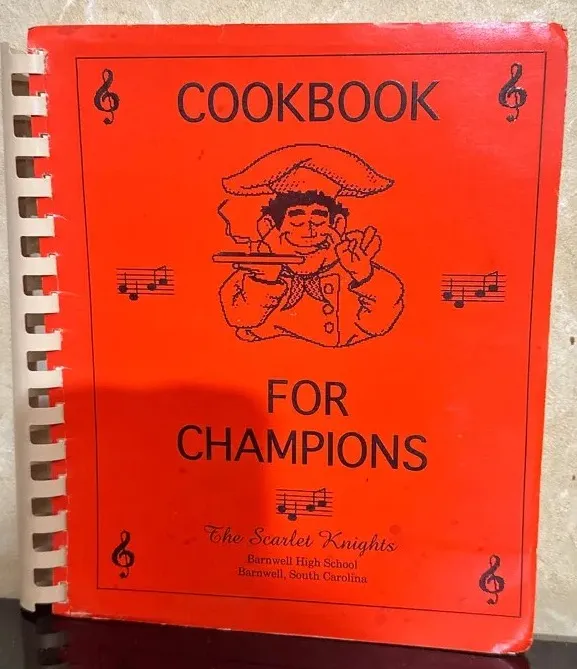 COOKBOOK
FOR
CHAMPIONS
The Scarlet Knights
Barnwell High School
Barnwell, South Carolina